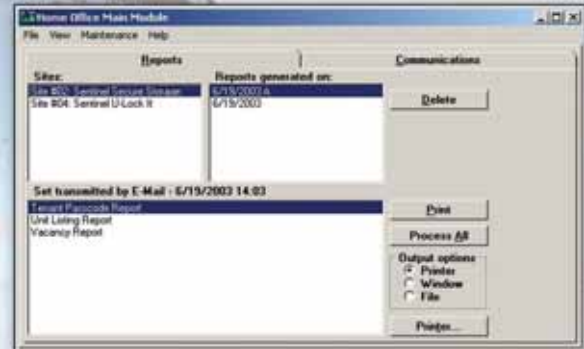 Home Office Main Module
File View Maintenance Help
Reports
Communications
Sites:
Reports generated on:
Site #02: Sentinel Secure Storage
Site #04: Sentinel U-Lock It
6/19/2003 A
6/19/2003
Delete
Set transmitted by E-Mail - 6/19/2003 14:03
Tenant Passcode Report
Unit Listing Report
Vacancy Report
Print
Process All
Output options
Printer
Window
File
Printer...